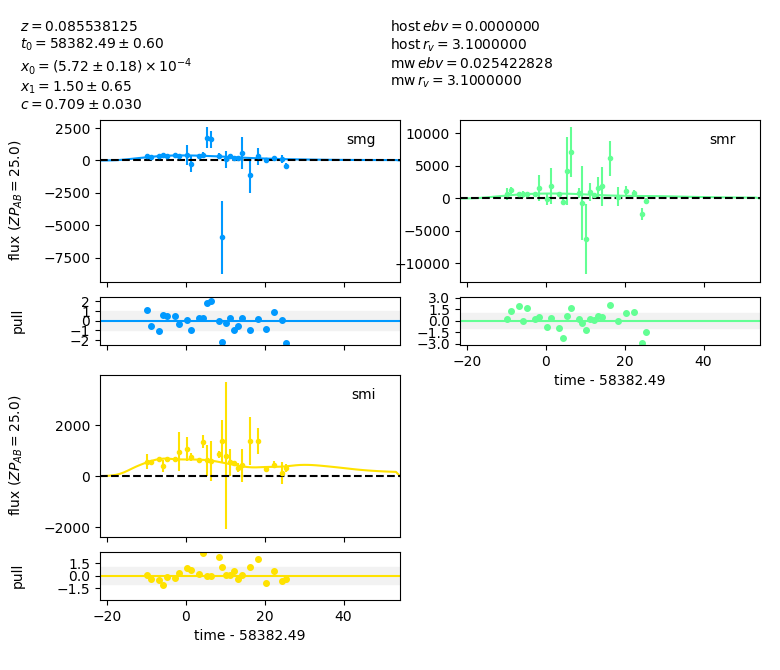 z = 0.085538125
t₀ = 58382.49 ± 0.60
x₀ = (5.72 ± 0.18) × 10⁻⁴
x₁ = 1.50 ± 0.65
c = 0.709 ± 0.030
host ebv = 0.0000000
host r_v = 3.1000000
mw ebv = 0.025422828
mw r_v = 3.1000000
smg
2500
0
−2500
−5000
−7500
flux (ZP_AB = 25.0)
2
1
0
−1
−2
pull
smr
10000
5000
0
−5000
−10000
3.0
1.5
0.0
−1.5
−3.0
−20 0 20 40
time - 58382.49
smi
2000
0
−2000
flux (ZP_AB = 25.0)
1.5
0.0
−1.5
pull
−20 0 20 40
time - 58382.49